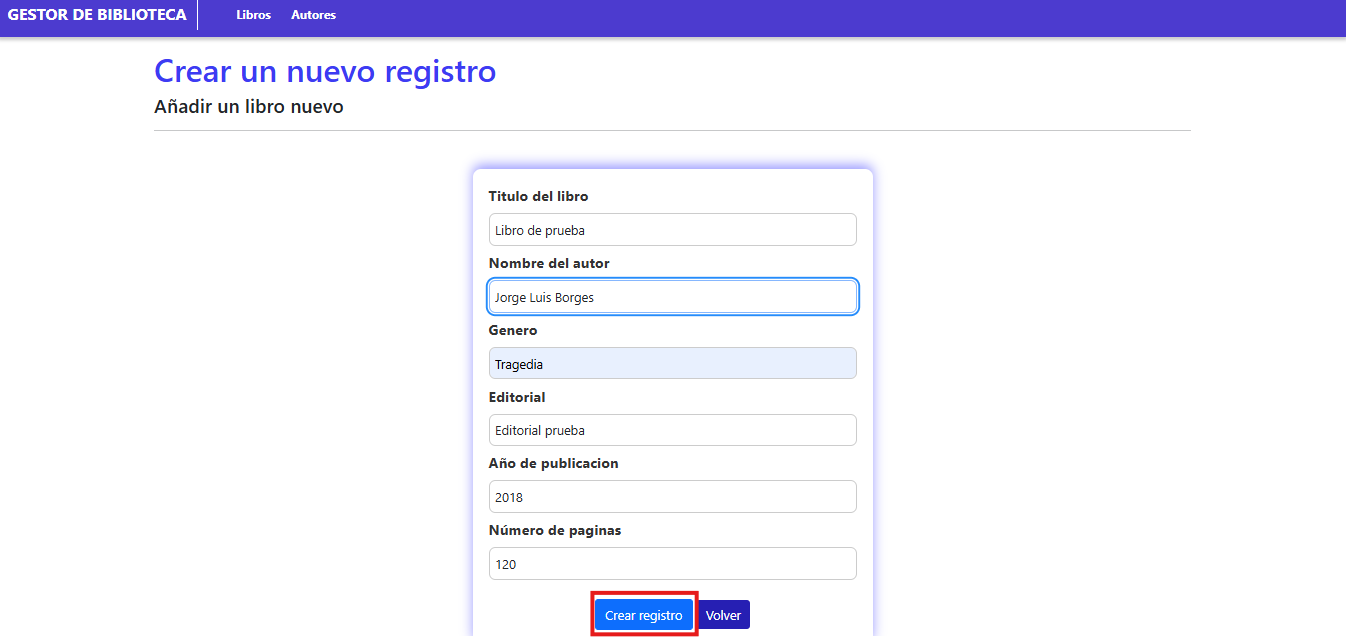 GESTOR DE BIBLIOTECA Libros Autores
Crear un nuevo registro
Añadir un libro nuevo
Titulo del libro
Libro de prueba
Nombre del autor
Jorge Luis Borges
Genero
Tragedia
Editorial
Editorial prueba
Año de publicacion
2018
Número de paginas
120
Crear registro Volver